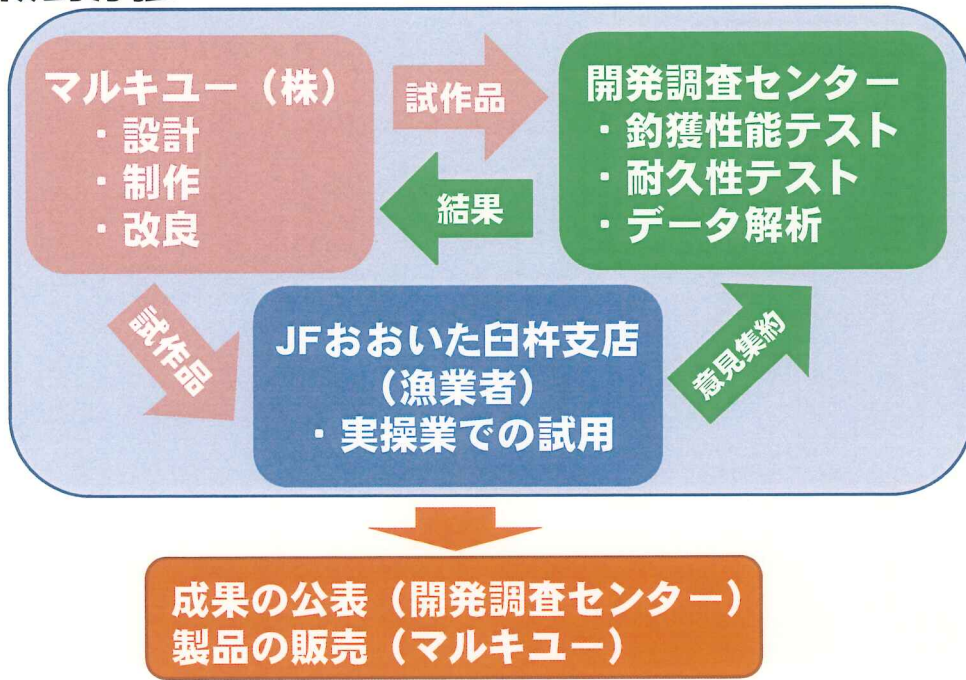 マルキユー（株）
・設計
・制作
・改良
試作品
結果
開発調査センター
・釣獲性能テスト
・耐久性テスト
・データ解析
試作品
JFおおいた臼杵支店
（漁業者）
・実操業での試用
意見集約
成果の公表（開発調査センター）
製品の販売（マルキユー）